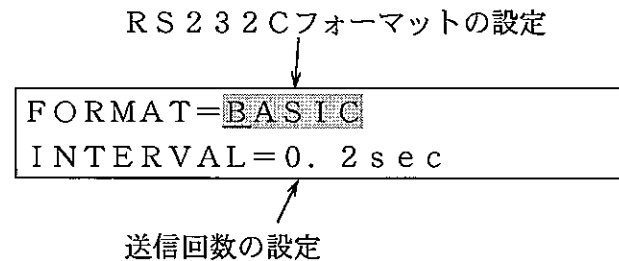 RS232Cフォーマットの設定
FORMAT=BASIC
INTERVAL=0.2sec
送信回数の設定